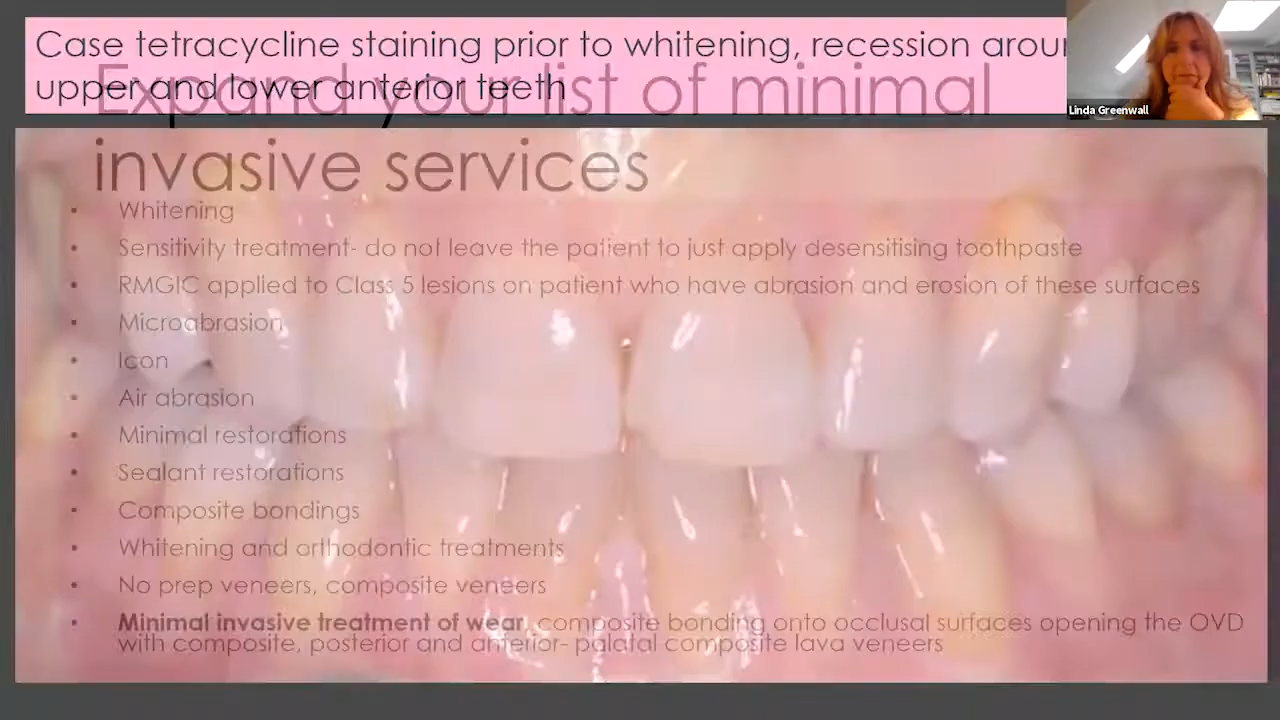 Case tetracycline staining prior to whitening, recession arou
upper and lower anterior teeth
Linda Greenwall
Expand your list of minimal
invasive services
• Whitening
• Sensitivity treatment- do not leave the patient to just apply desensitising toothpaste
• RMGIC applied to Class 5 lesions on patient who have abrasion and erosion of these surfaces
• Microabrasion
• Icon
• Air abrasion
• Minimal restorations
• Sealant restorations
• Composite bondings
• Whitening and orthodontic treatments
• No prep veneers, composite veneers
• Minimal invasive treatment of wear, composite bonding onto occlusal surfaces opening the OVD
with composite, posterior and anterior- palatal composite lava veneers